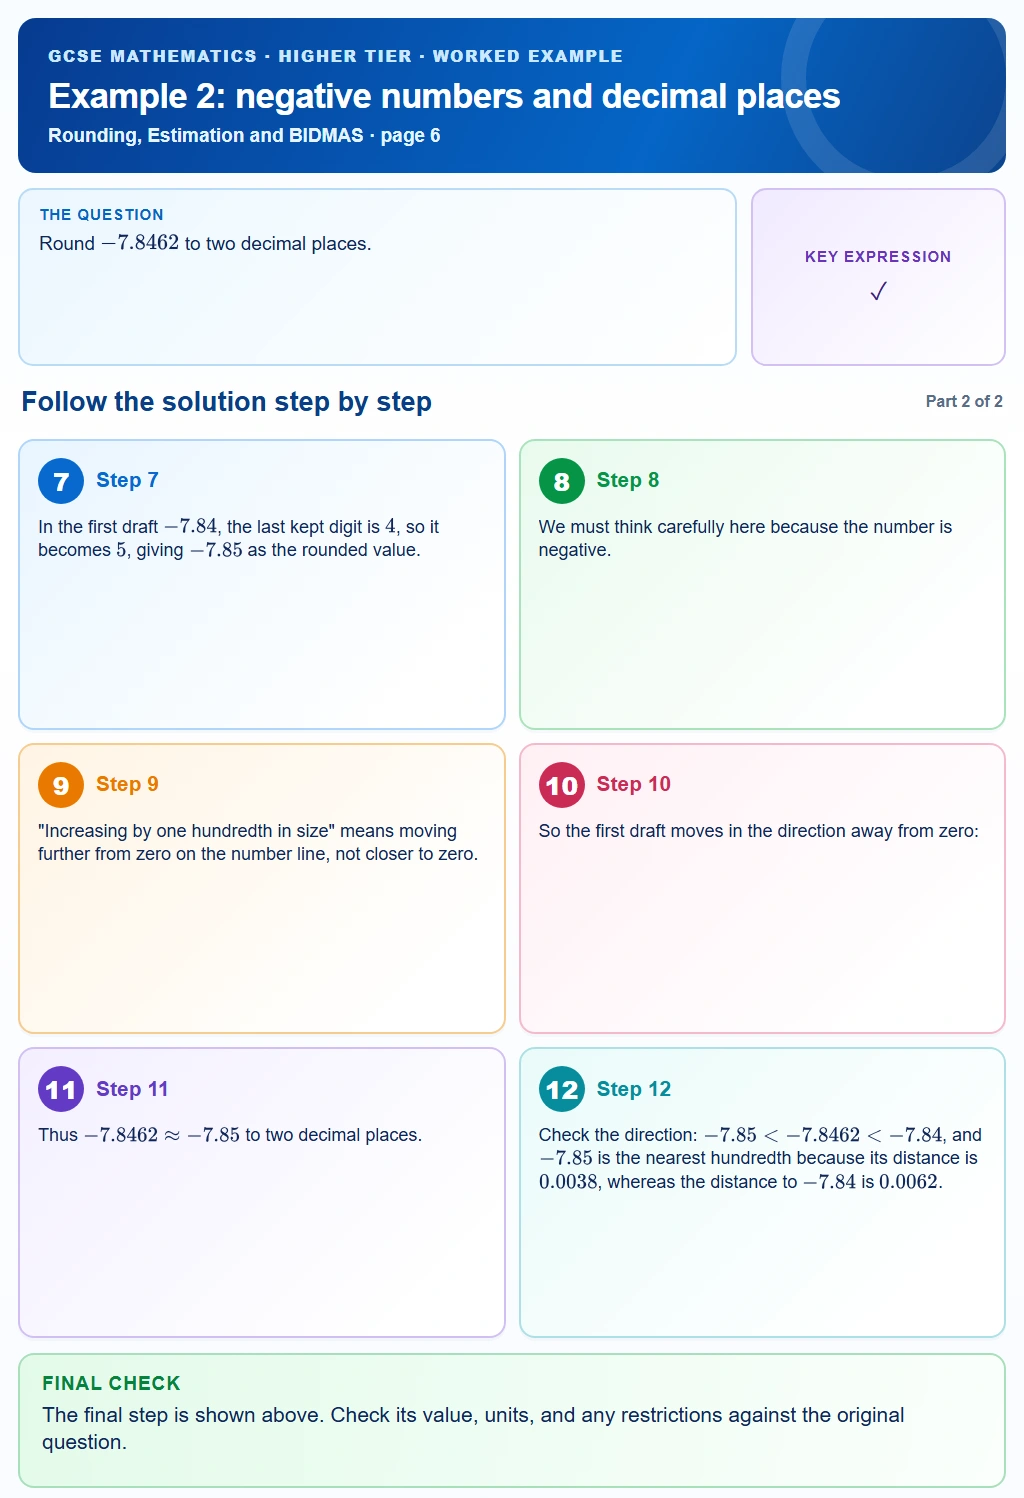 GCSE MATHEMATICS · HIGHER TIER · WORKED EXAMPLE
Example 2: negative numbers and decimal places
Rounding, Estimation and BIDMAS · page 6
THE QUESTION
Round −7.8462 to two decimal places.
KEY EXPRESSION
✓
Follow the solution step by step
Part 2 of 2
7 Step 7
In the first draft −7.84, the last kept digit is 4, so it
becomes 5, giving −7.85 as the rounded value.
8 Step 8
We must think carefully here because the number is
negative.
9 Step 9
"Increasing by one hundredth in size" means moving
further from zero on the number line, not closer to zero.
10 Step 10
So the first draft moves in the direction away from zero:
11 Step 11
Thus −7.8462 ≈ −7.85 to two decimal places.
12 Step 12
Check the direction: −7.85 < −7.8462 < −7.84, and
−7.85 is the nearest hundredth because its distance is
0.0038, whereas the distance to −7.84 is 0.0062.
FINAL CHECK
The final step is shown above. Check its value, units, and any restrictions against the original
question.